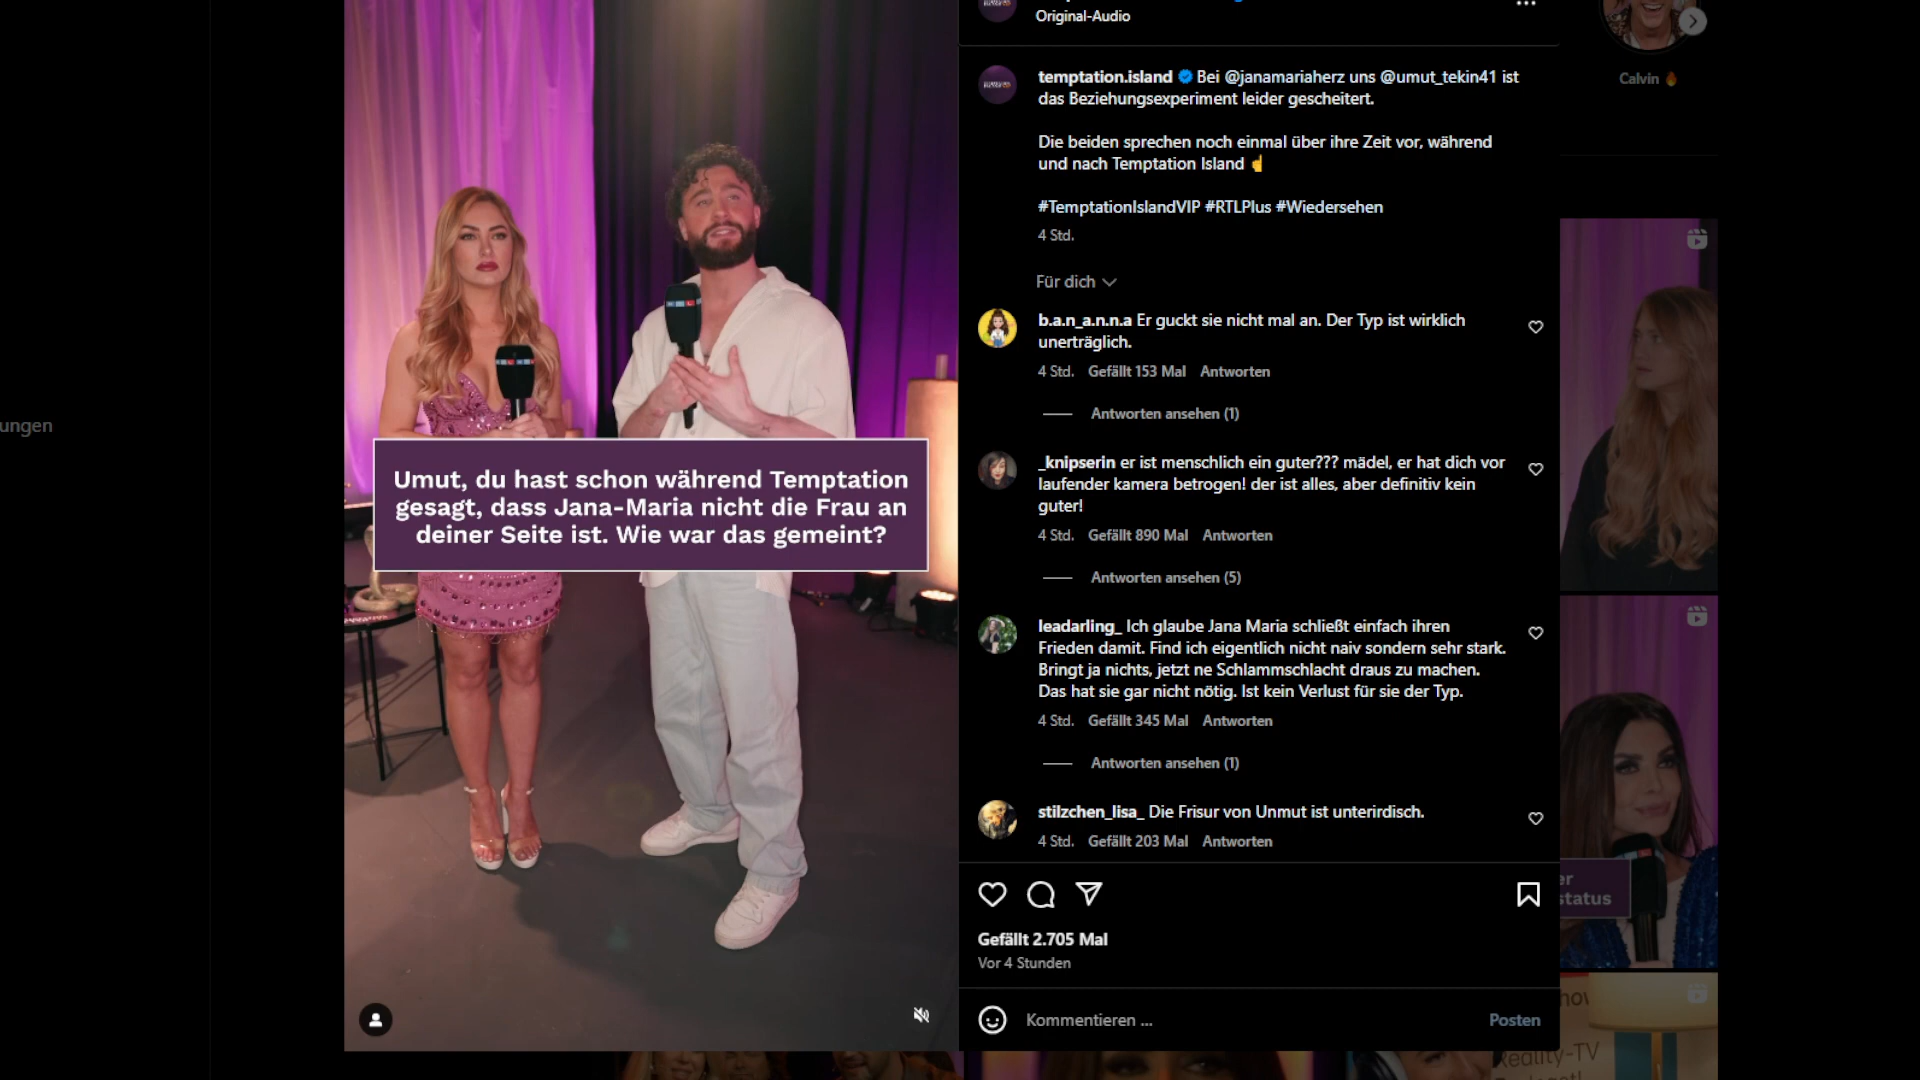 Original-Audio
Calvin 🔥
temptation.island Bei @janamariaherz uns @umut_tekin41 ist
das Beziehungsexperiment leider gescheitert.
Die beiden sprechen noch einmal über ihre Zeit vor, während
und nach Temptation Island ☝
#TemptationIslandVIP #RTLPlus #Wiedersehen
4 Std.
Für dich
b.a.n_a.n.n.a Er guckt sie nicht mal an. Der Typ ist wirklich
unerträglich.
4 Std. Gefällt 153 Mal Antworten
Antworten ansehen (1)
_knipserin er ist menschlich ein guter??? mädel, er hat dich vor
laufender kamera betrogen! der ist alles, aber definitiv kein
guter!
4 Std. Gefällt 890 Mal Antworten
Antworten ansehen (5)
leadarling_ Ich glaube Jana Maria schließt einfach ihren
Frieden damit. Find ich eigentlich nicht naiv sondern sehr stark.
Bringt ja nichts, jetzt ne Schlammschlacht draus zu machen.
Das hat sie gar nicht nötig. Ist kein Verlust für sie der Typ.
4 Std. Gefällt 345 Mal Antworten
Antworten ansehen (1)
stilzchen_lisa_ Die Frisur von Unmut ist unterirdisch.
4 Std. Gefällt 203 Mal Antworten
Gefällt 2.705 Mal
Vor 4 Stunden
Kommentieren ...
Posten
Umut, du hast schon während Temptation
gesagt, dass Jana-Maria nicht die Frau an
deiner Seite ist. Wie war das gemeint?
ungen
er
status
Reality-TV